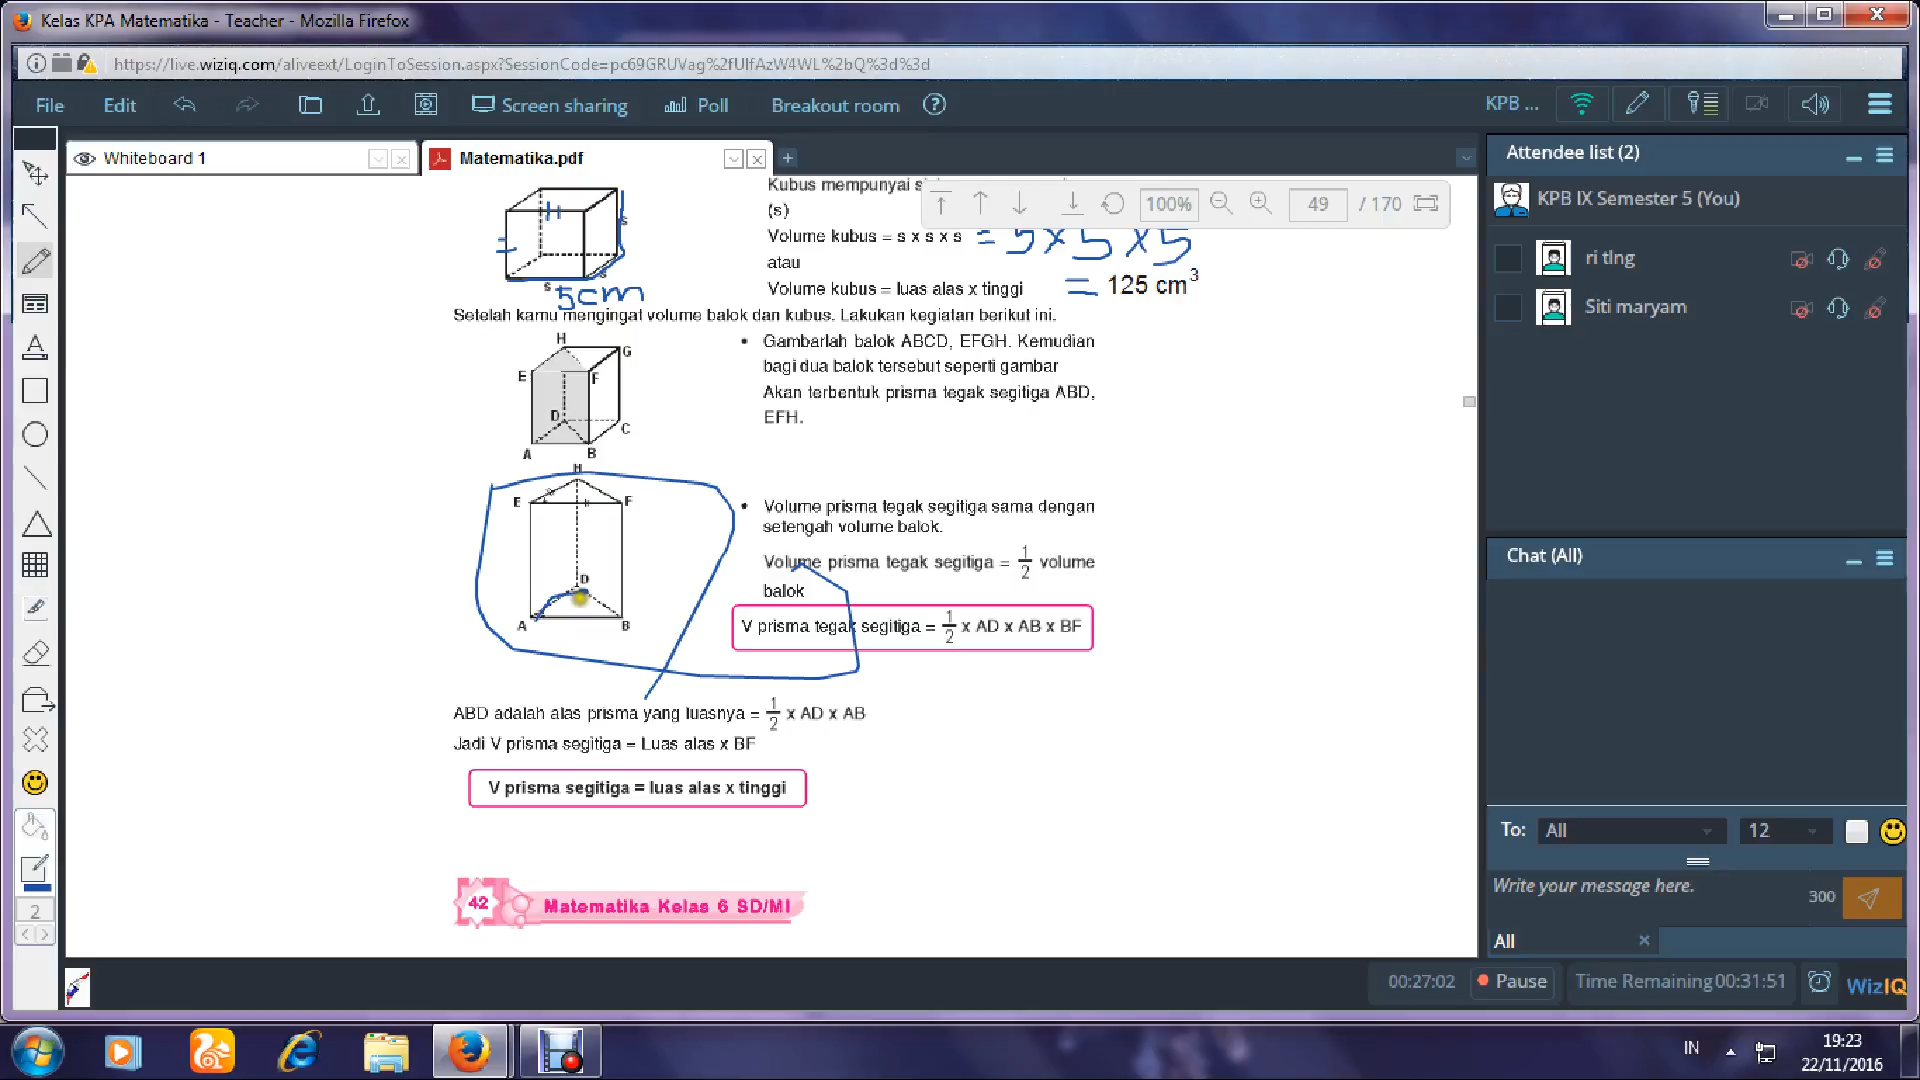 Kelas KPA Matematika - Teacher - Mozilla Firefox
https://live.wiziq.com/aliveext/LoginToSession.aspx?SessionCode=pc69GRUVag%2fUlfAzW4WL%2bQ%3d%3d
File Edit Screen sharing Poll Breakout room KPB ...
Whiteboard 1
Matematika.pdf
100% 49 / 170
Kubus mempunyai
(s)
Volume kubus = s x s x s = 5 x 5 x 5
atau
Volume kubus = luas alas x tinggi = 125 cm³
s
s
s
5cm
Setelah kamu mengingat volume balok dan kubus. Lakukan kegiatan berikut ini.
H
G
E
F
D
C
A
B
• Gambarlah balok ABCD, EFGH. Kemudian
bagi dua balok tersebut seperti gambar
Akan terbentuk prisma tegak segitiga ABD,
EFH.
H
E
F
D
A
B
• Volume prisma tegak segitiga sama dengan
setengah volume balok.
Volume prisma tegak segitiga = 1/2 volume
balok
V prisma tegak segitiga = 1/2 x AD x AB x BF
ABD adalah alas prisma yang luasnya = 1/2 x AD x AB
Jadi V prisma segitiga = Luas alas x BF
V prisma segitiga = luas alas x tinggi
42 Matematika Kelas 6 SD/MI
2
Attendee list (2)
KPB IX Semester 5 (You)
ri tlng
Siti maryam
Chat (All)
To: All 12
Write your message here. 300
All
00:27:02 Pause Time Remaining 00:31:51 WizIQ
IN 19:23
22/11/2016